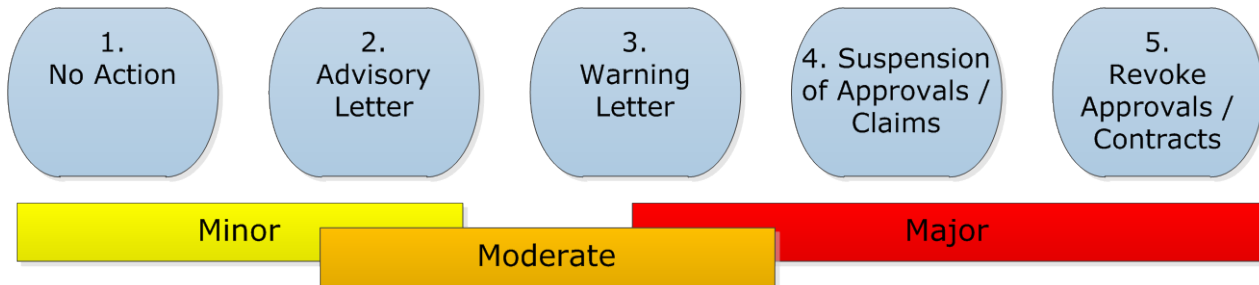 1.
No Action
2.
Advisory
Letter
3.
Warning
Letter
4. Suspension
of Approvals /
Claims
5.
Revoke
Approvals /
Contracts
Minor
Moderate
Major